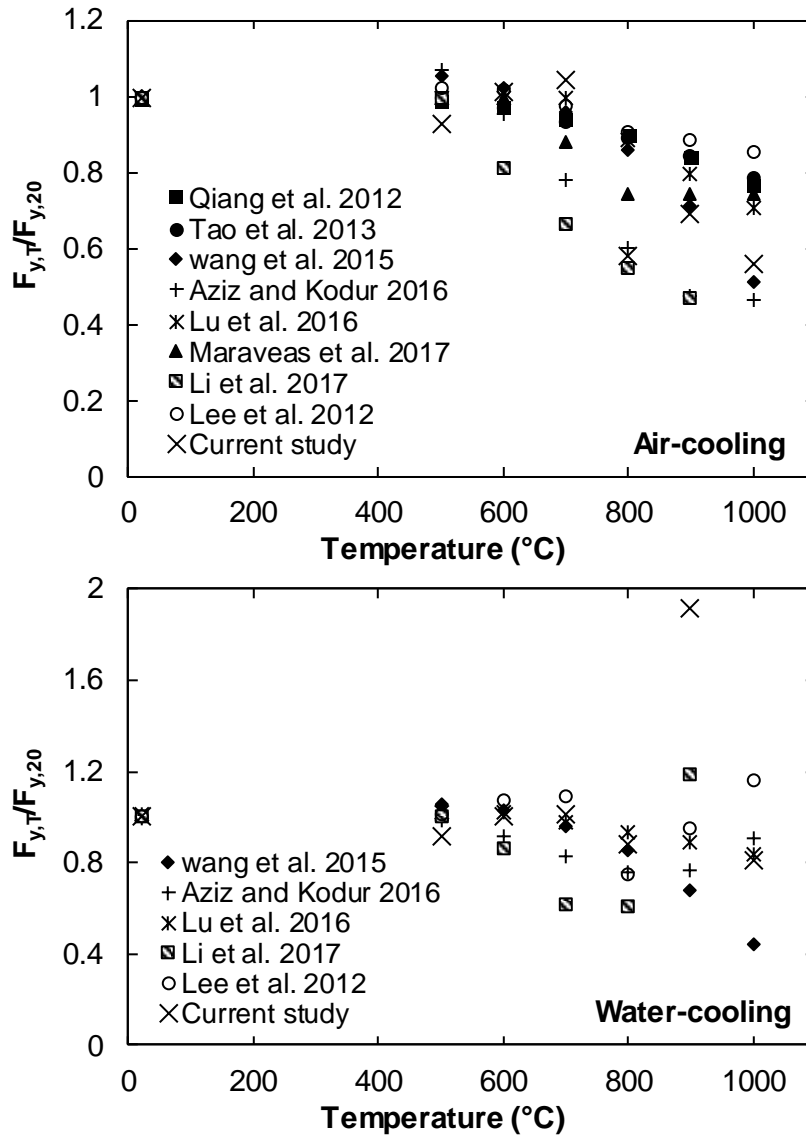 1.2
1
0.8
0.6
0.4
0.2
0
F_y,T/F_y,20
Qiang et al. 2012
Tao et al. 2013
wang et al. 2015
Aziz and Kodur 2016
Lu et al. 2016
Maraveas et al. 2017
Li et al. 2017
Lee et al. 2012
Current study
Air-cooling
0 200 400 600 800 1000
Temperature (°C)
2
1.6
1.2
0.8
0.4
0
F_y,T/F_y,20
wang et al. 2015
Aziz and Kodur 2016
Lu et al. 2016
Li et al. 2017
Lee et al. 2012
Current study
Water-cooling
0 200 400 600 800 1000
Temperature (°C)